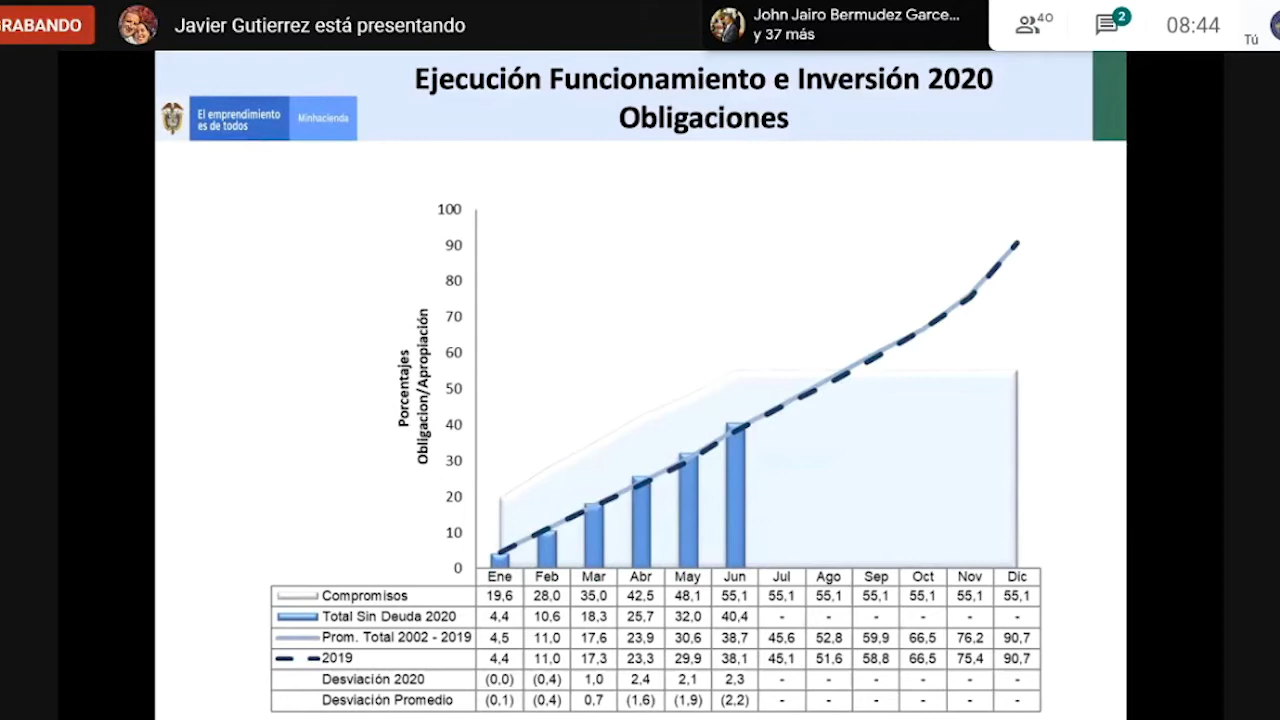 GRABANDO
Javier Gutierrez está presentando
John Jairo Bermudez Garce...
y 37 más
40
2
08:44
Tú
Ejecución Funcionamiento e Inversión 2020
Obligaciones
El emprendimiento
es de todos
Minhacienda
Porcentajes
Obligacion/Apropiación
100
90
80
70
60
50
40
30
20
10
0
Ene Feb Mar Abr May Jun Jul Ago Sep Oct Nov Dic
Compromisos 19,6 28,0 35,0 42,5 48,1 55,1 55,1 55,1 55,1 55,1 55,1 55,1
Total Sin Deuda 2020 4,4 10,6 18,3 25,7 32,0 40,4 - - - - - -
Prom. Total 2002 - 2019 4,5 11,0 17,6 23,9 30,6 38,7 45,6 52,8 59,9 66,5 76,2 90,7
2019 4,4 11,0 17,3 23,3 29,9 38,1 45,1 51,6 58,8 66,5 75,4 90,7
Desviación 2020 (0,0) (0,4) 1,0 2,4 2,1 2,3 - - - - - -
Desviación Promedio (0,1) (0,4) 0,7 (1,6) (1,9) (2,2) - - - - - -